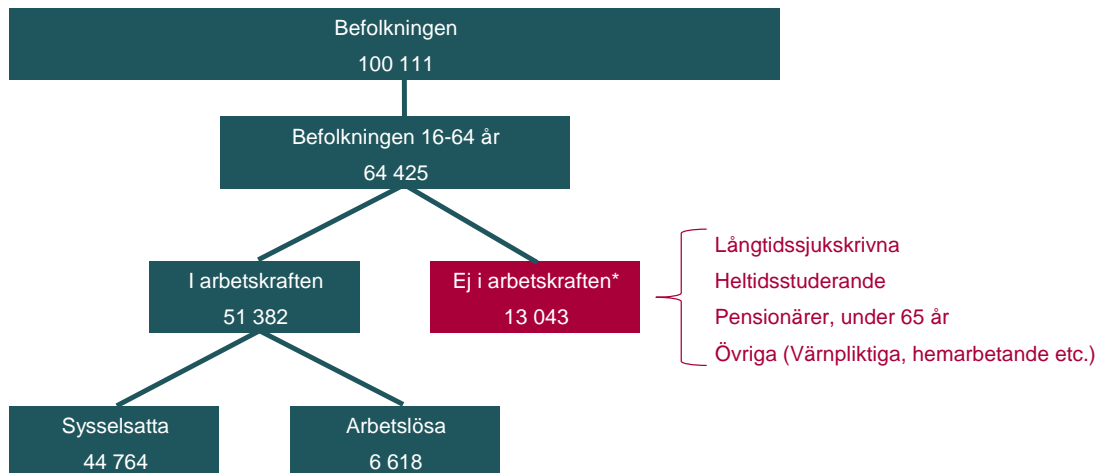 Befolkningen
100 111
Befolkningen 16-64 år
64 425
I arbetskraften
51 382
Ej i arbetskraften*
13 043
Långtidssjukskrivna
Heltidsstuderande
Pensionärer, under 65 år
Övriga (Värnpliktiga, hemarbetande etc.)
Sysselsatta
44 764
Arbetslösa
6 618